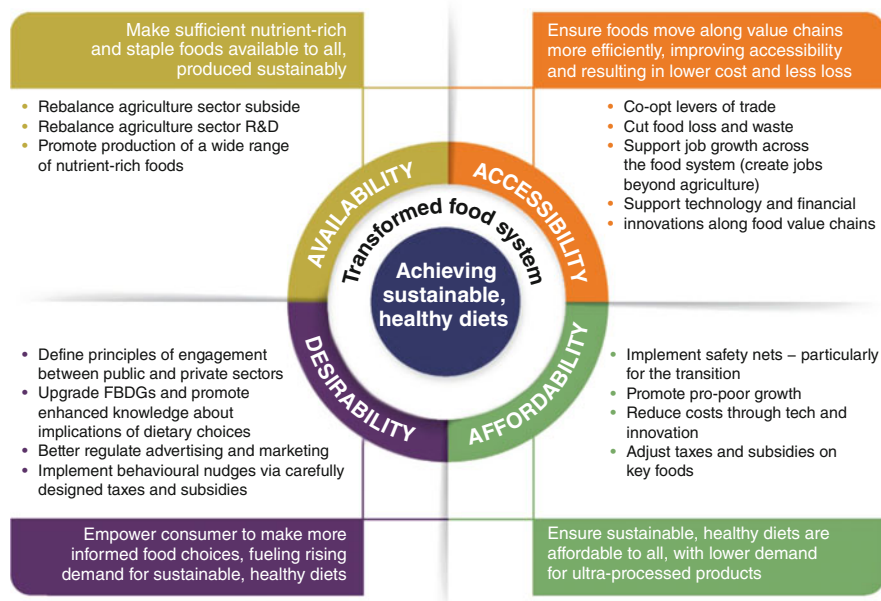 Make sufficient nutrient-rich
and staple foods available to all,
produced sustainably
• Rebalance agriculture sector subside
• Rebalance agriculture sector R&D
• Promote production of a wide range
of nutrient-rich foods
Ensure foods move along value chains
more efficiently, improving accessibility
and resulting in lower cost and less loss
• Co-opt levers of trade
• Cut food loss and waste
• Support job growth across
the food system (create jobs
beyond agriculture)
• Support technology and financial
• innovations along food value chains
AVAILABILITY
ACCESSIBILITY
Transformed food system
Achieving
sustainable,
healthy diets
DESIRABILITY
AFFORDABILITY
• Define principles of engagement
between public and private sectors
• Upgrade FBDGs and promote
enhanced knowledge about
implications of dietary choices
• Better regulate advertising and marketing
• Implement behavioural nudges via carefully
designed taxes and subsidies
Empower consumer to make more
informed food choices, fueling rising
demand for sustainable, healthy diets
• Implement safety nets – particularly
for the transition
• Promote pro-poor growth
• Reduce costs through tech and
innovation
• Adjust taxes and subsidies on
key foods
Ensure sustainable, healthy diets are
affordable to all, with lower demand
for ultra-processed products